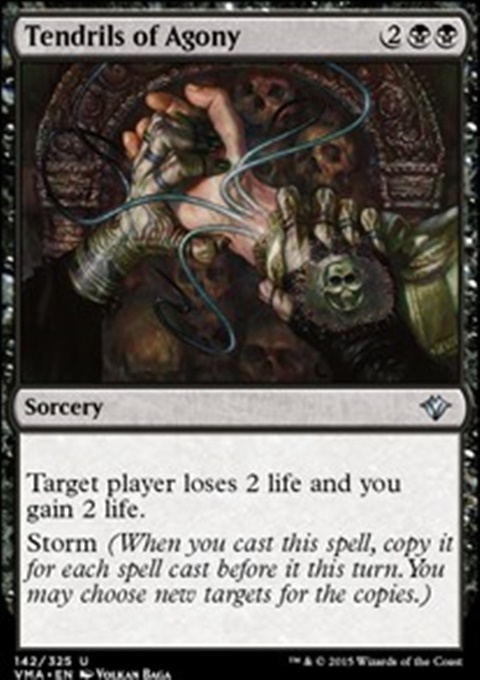 Tendrils of Agony 2
Sorcery
Target player loses 2 life and you
gain 2 life.
Storm (When you cast this spell, copy it
for each spell cast before it this turn. You
may choose new targets for the copies.)
142/325 U
VMA • EN Volkan Baga
™ & © 2015 Wizards of the Coast